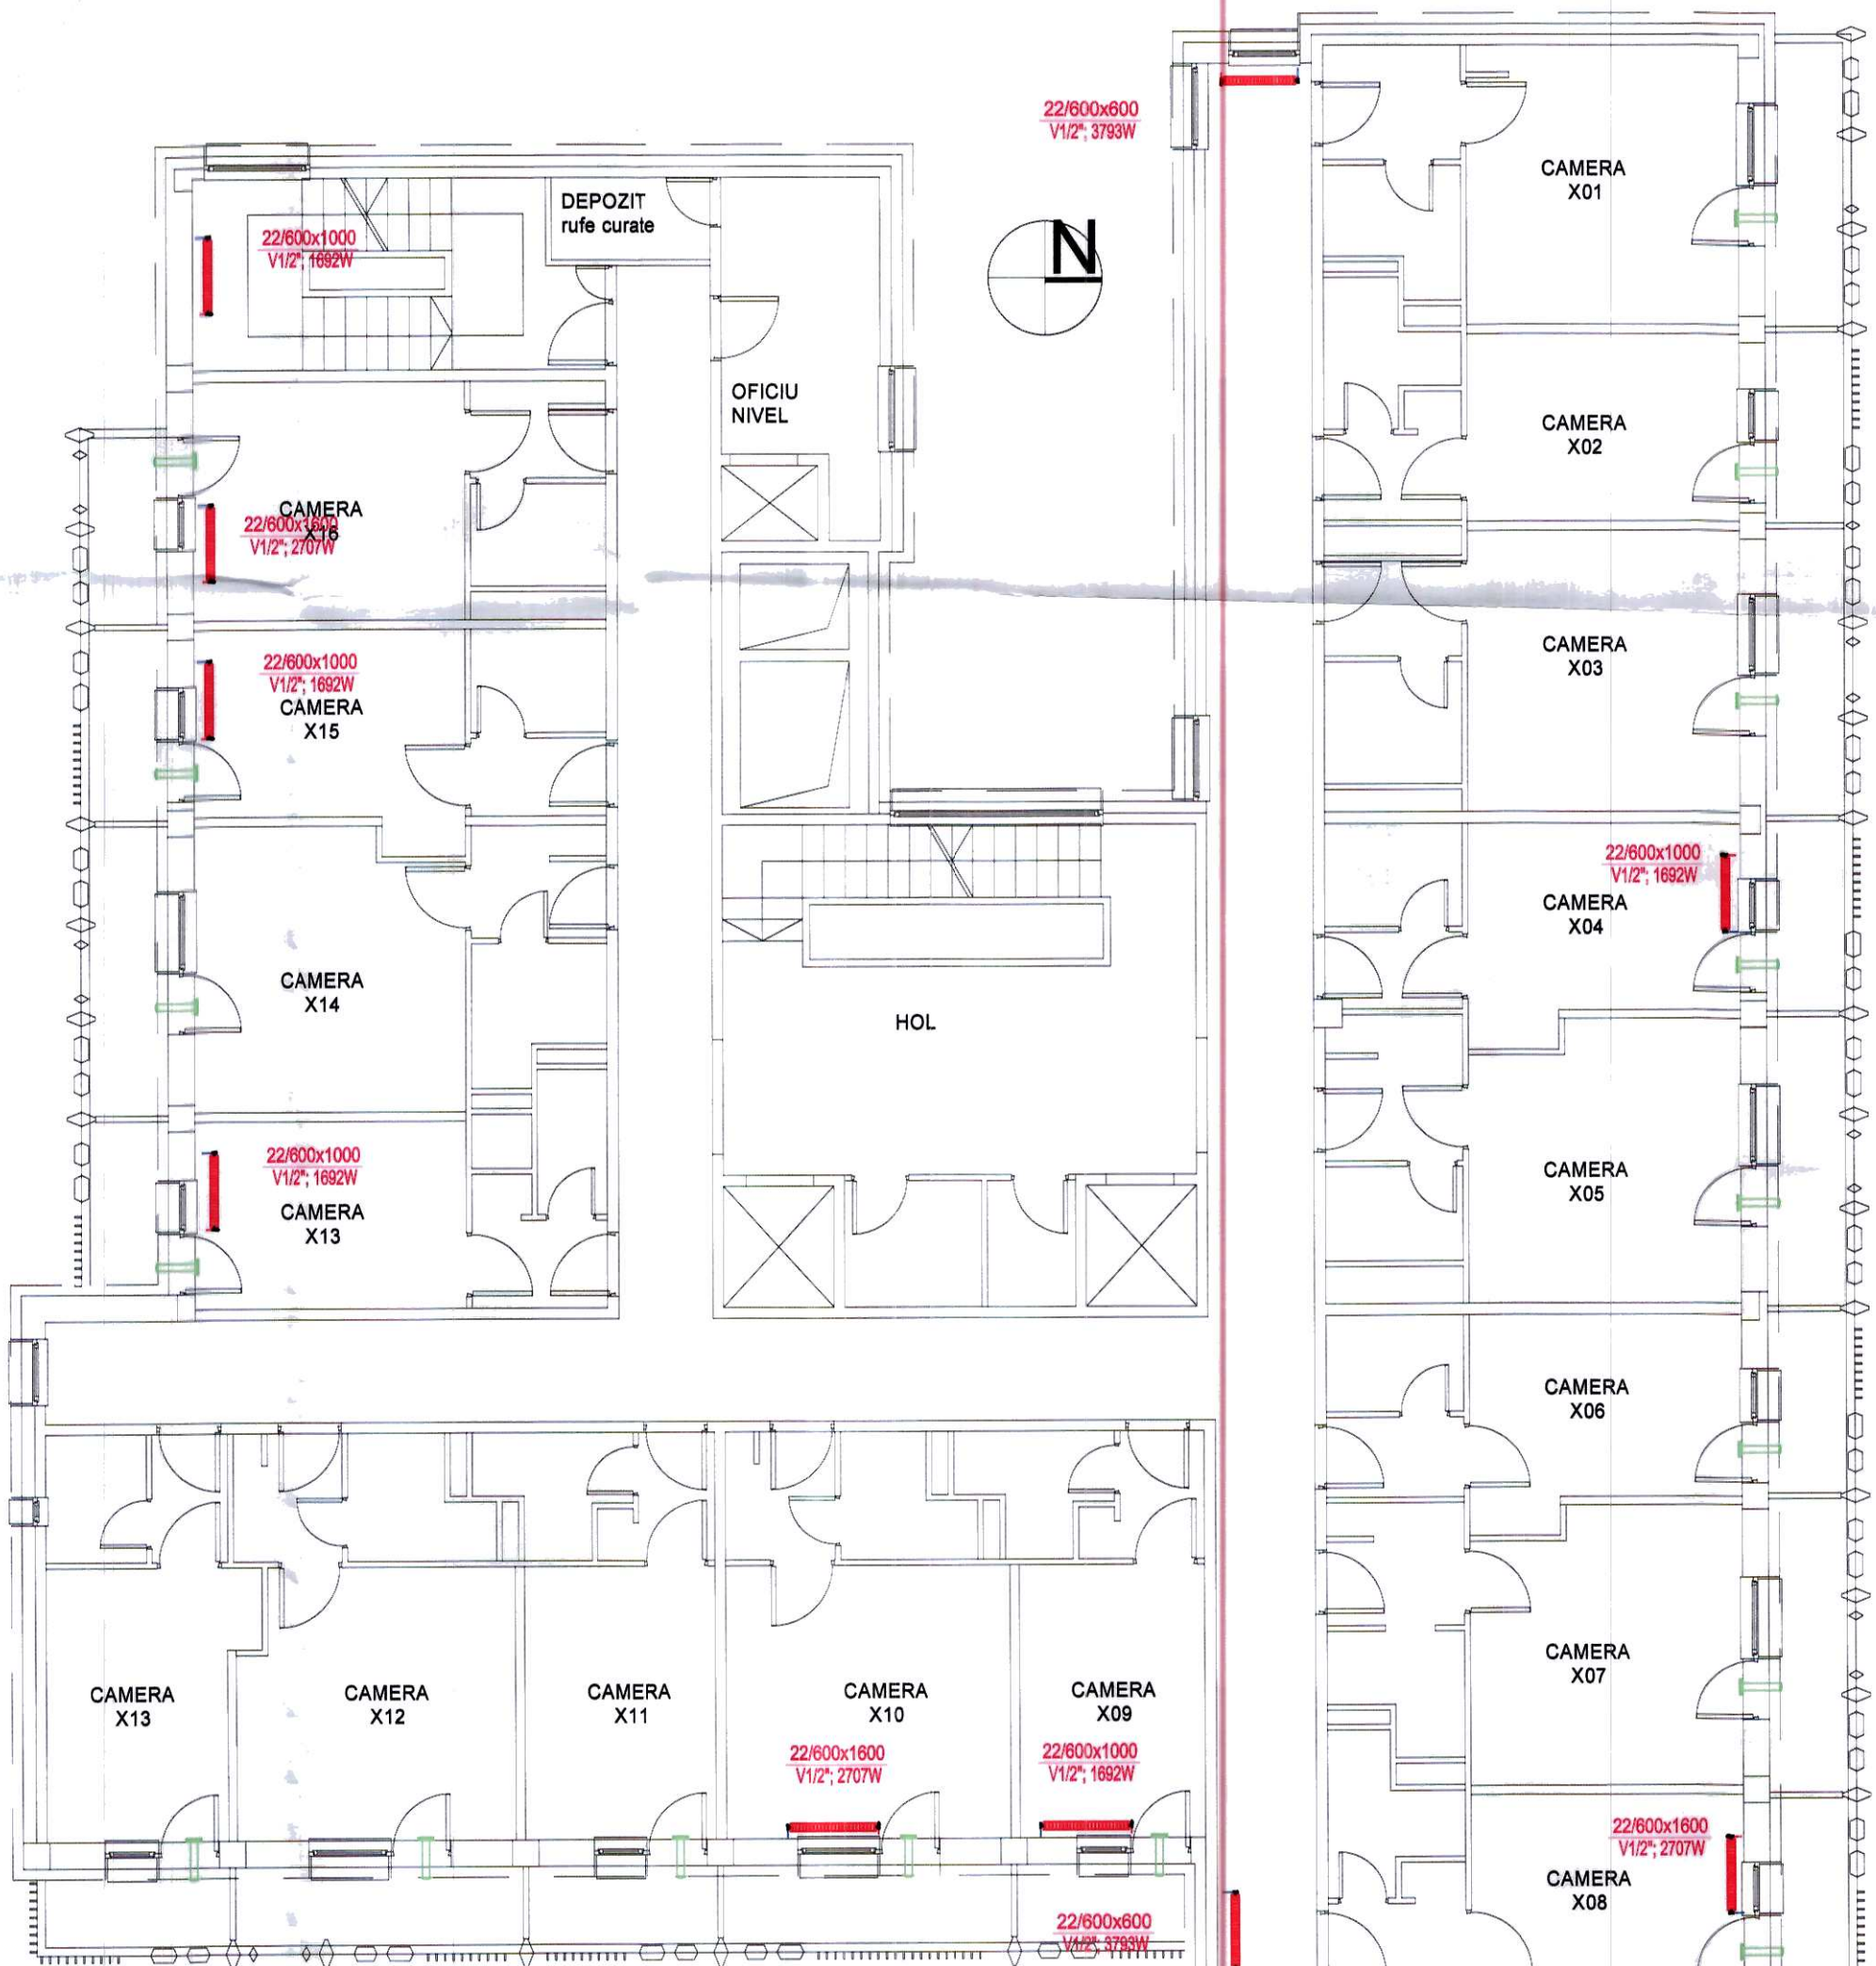 22/600x600
V1/2"; 3793W
CAMERA
X01
DEPOZIT
rufe curate
22/600x1000
V1/2"; 1692W
N
OFICIU
NIVEL
CAMERA
X02
CAMERA
X16
22/600x1600
V1/2"; 2707W
CAMERA
X03
22/600x1000
V1/2"; 1692W
CAMERA
X15
22/600x1000
V1/2"; 1692W
CAMERA
X04
CAMERA
X14
HOL
22/600x1000
V1/2"; 1692W
CAMERA
X13
CAMERA
X05
CAMERA
X06
CAMERA
X07
CAMERA
X13
CAMERA
X12
CAMERA
X11
CAMERA
X10
CAMERA
X09
22/600x1600
V1/2"; 2707W
22/600x1000
V1/2"; 1692W
22/600x1600
V1/2"; 2707W
CAMERA
X08
22/600x600
V1/2"; 3793W